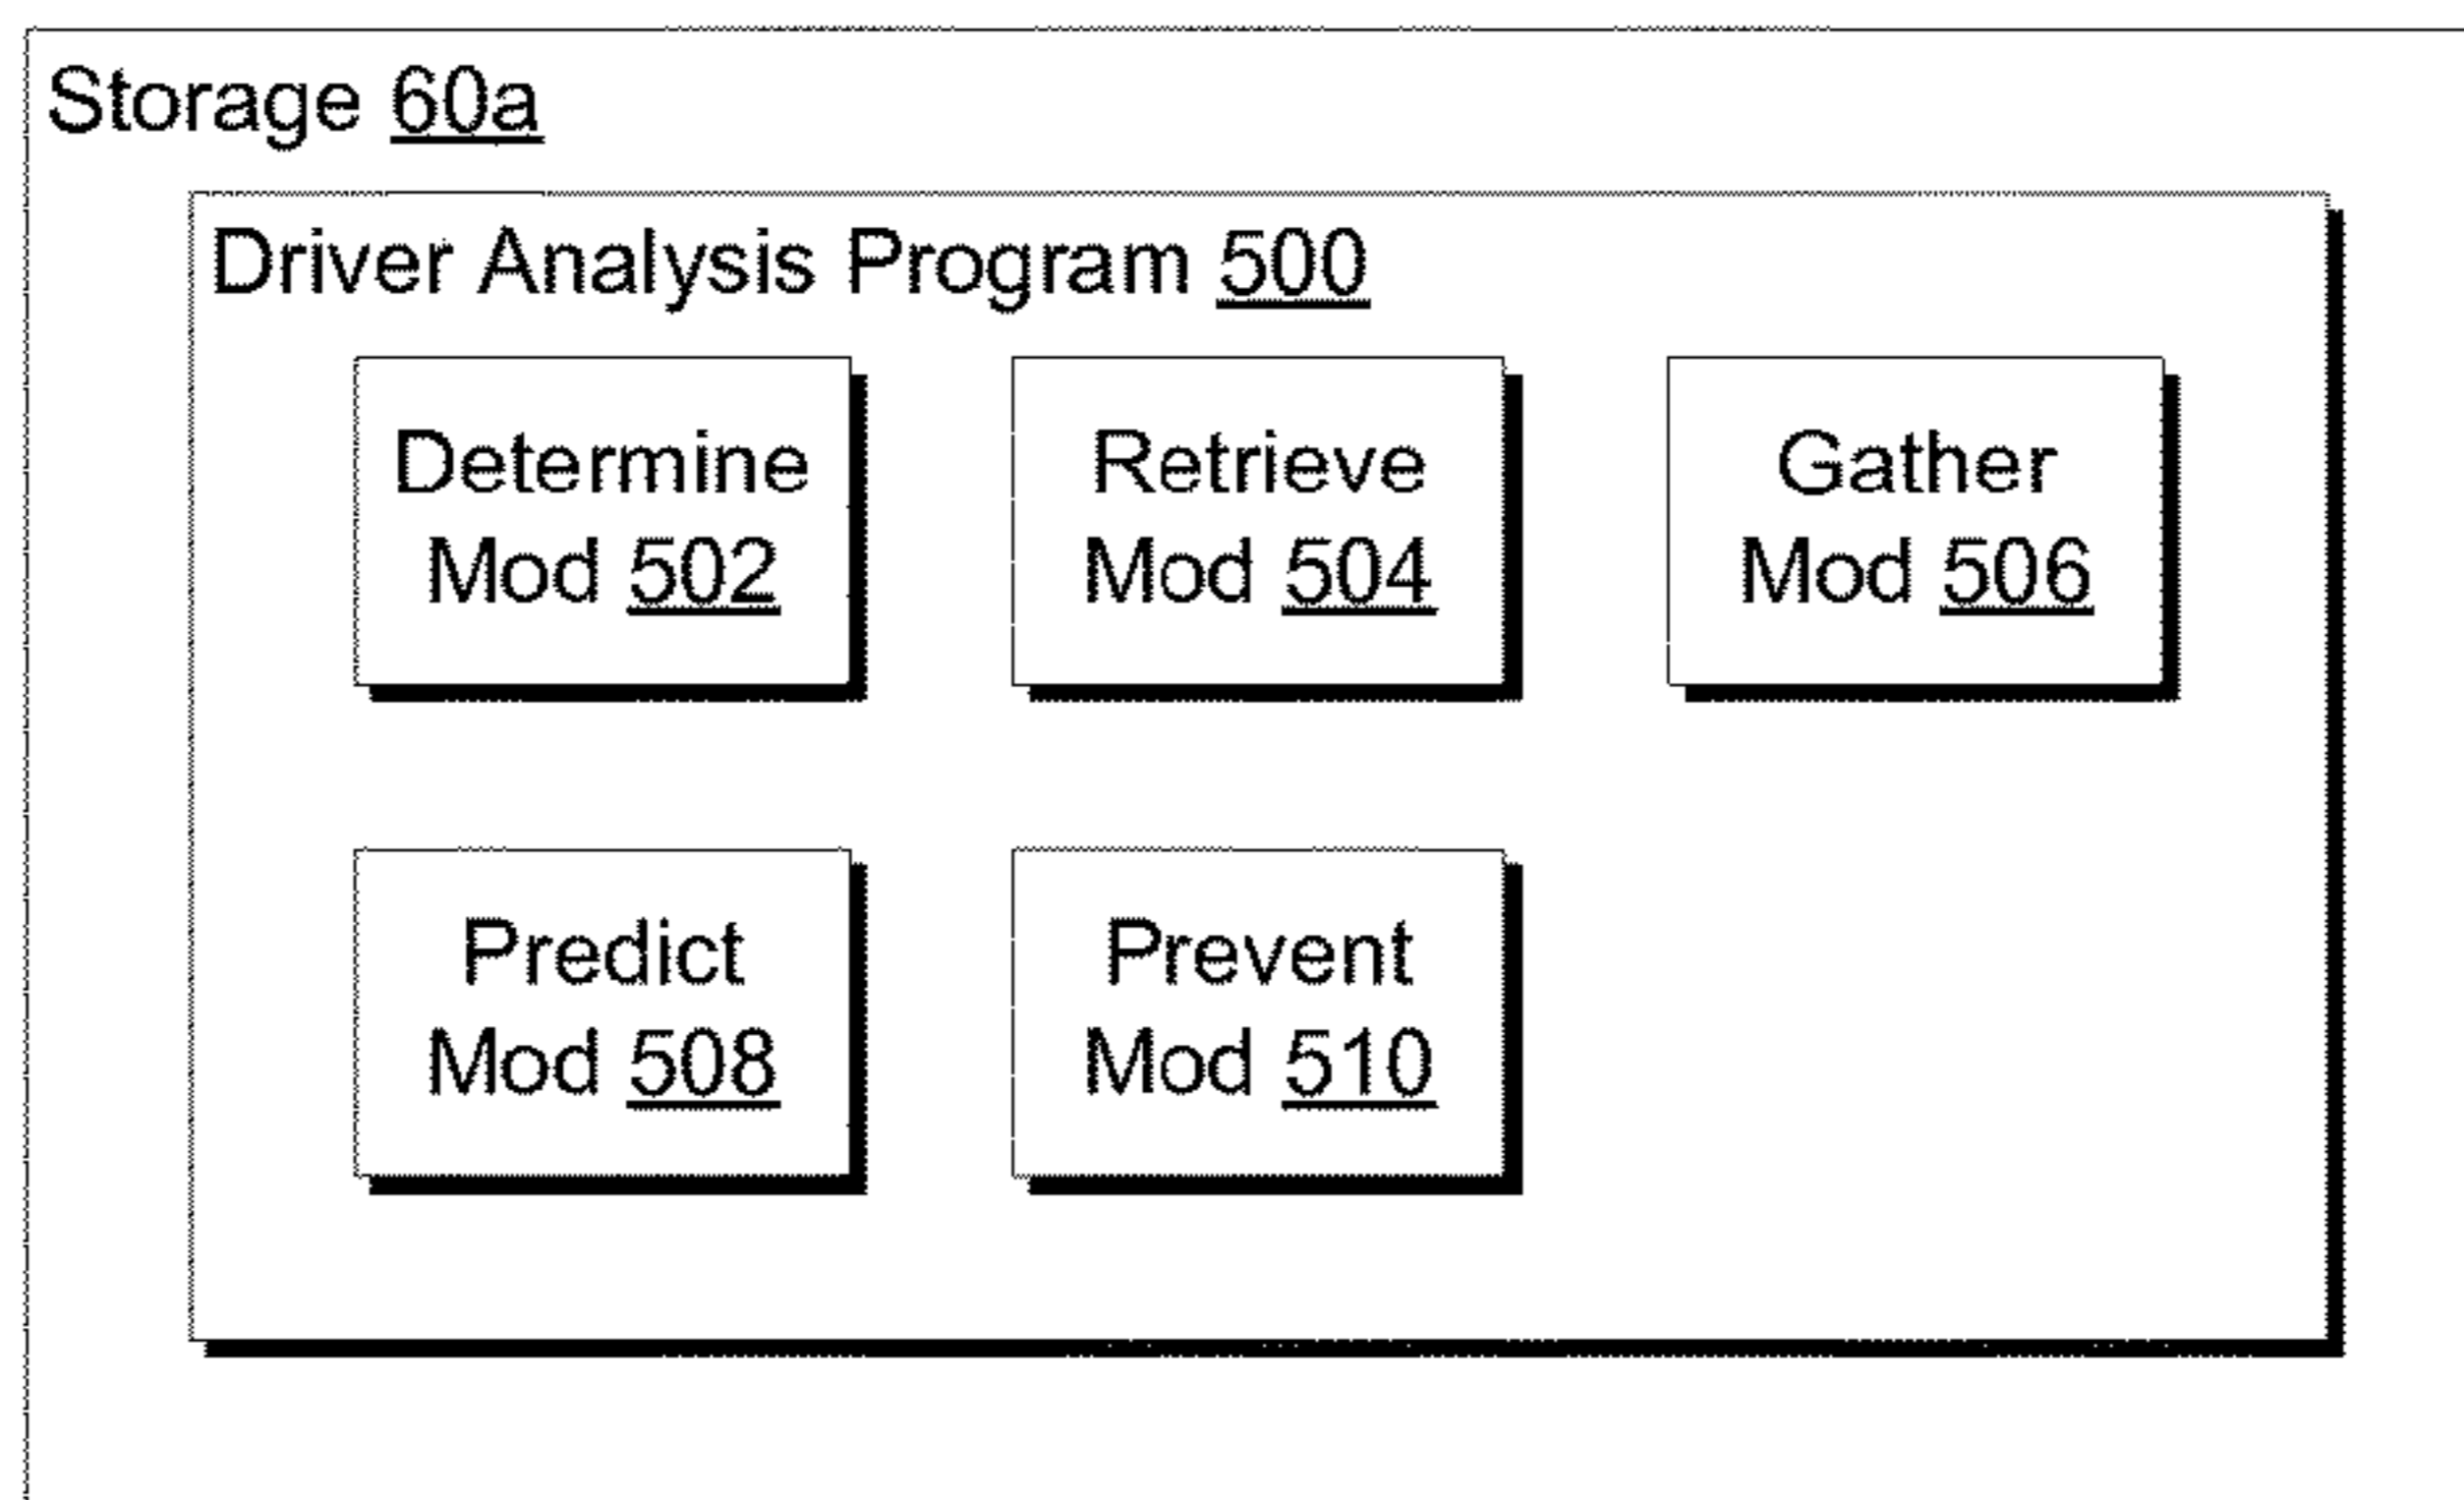 Storage 60a
Driver Analysis Program 500
Determine
Mod 502
Retrieve
Mod 504
Gather
Mod 506
Predict
Mod 508
Prevent
Mod 510